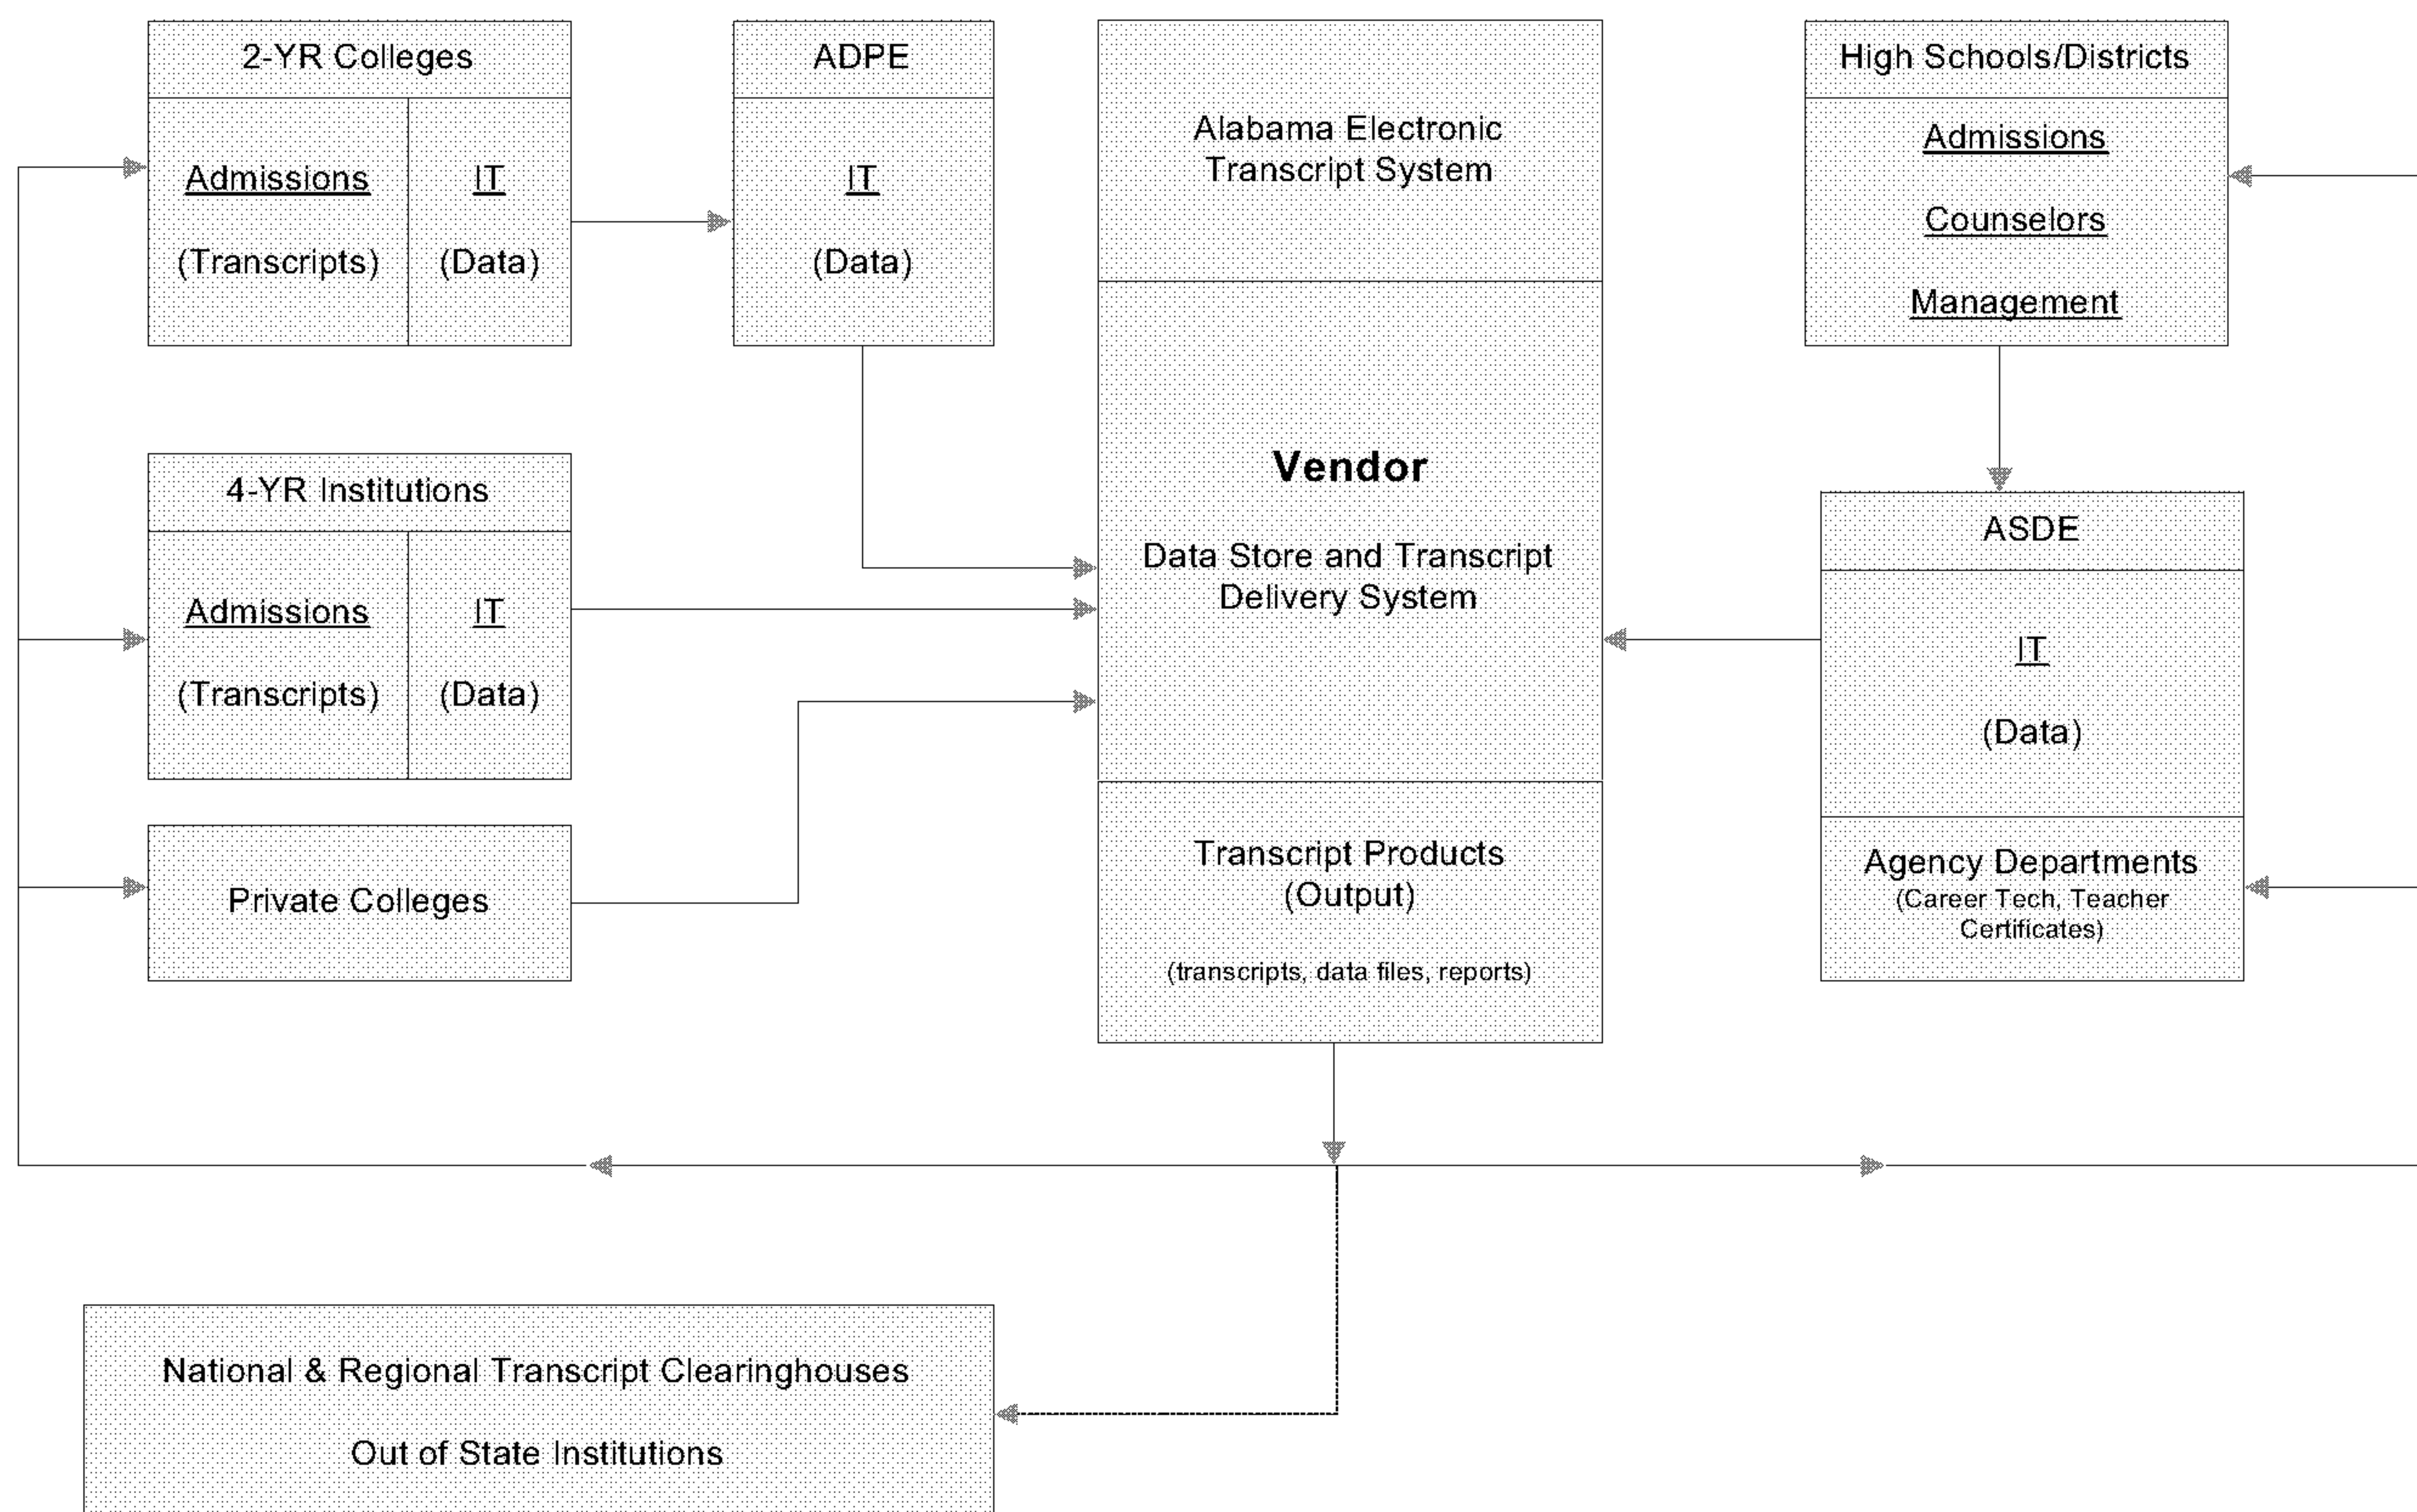 2-YR Colleges
Admissions
(Transcripts)
IT
(Data)
ADPE
IT
(Data)
Alabama Electronic
Transcript System
Vendor
Data Store and Transcript
Delivery System
Transcript Products
(Output)
(transcripts, data files, reports)
High Schools/Districts
Admissions
Counselors
Management
4-YR Institutions
Admissions
(Transcripts)
IT
(Data)
Private Colleges
ASDE
IT
(Data)
Agency Departments
(Career Tech, Teacher
Certificates)
National & Regional Transcript Clearinghouses
Out of State Institutions